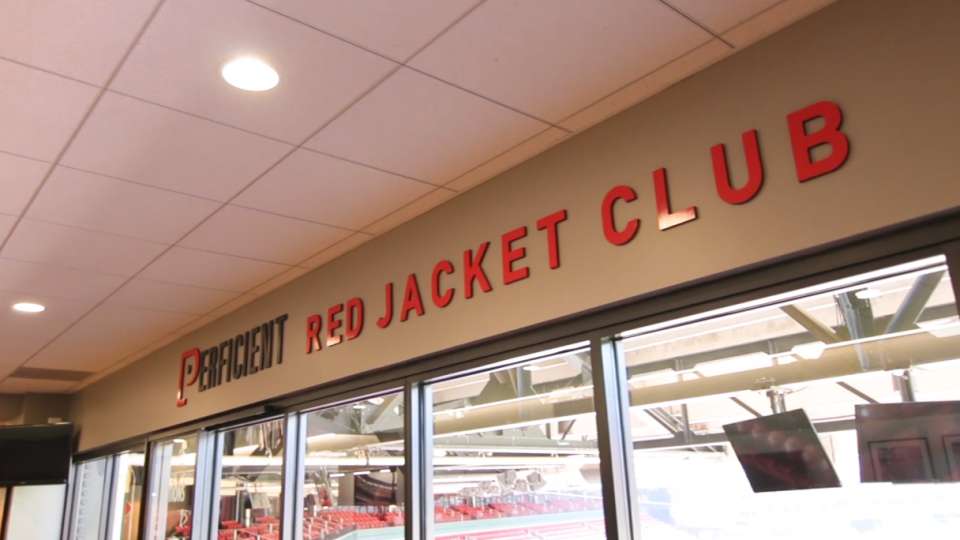 PERFICIENT RED JACKET CLUB